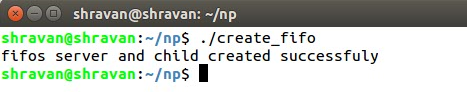 shravan@shravan: ~/np
shravan@shravan:~/np$ ./create_fifo
fifos server and child created successfuly
shravan@shravan:~/np$